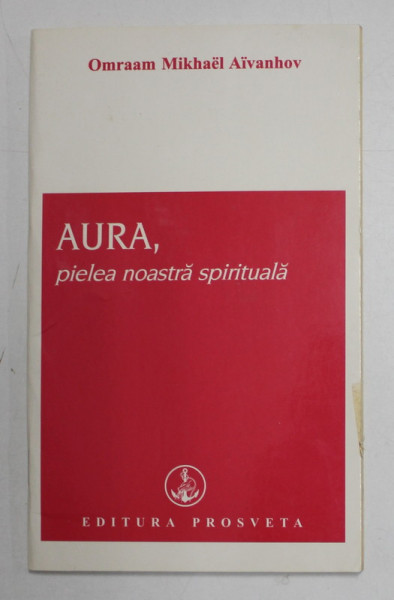 Omraam Mikhaël Aïvanhov
AURA,
pielea noastră spirituală
EDITURA PROSVETA